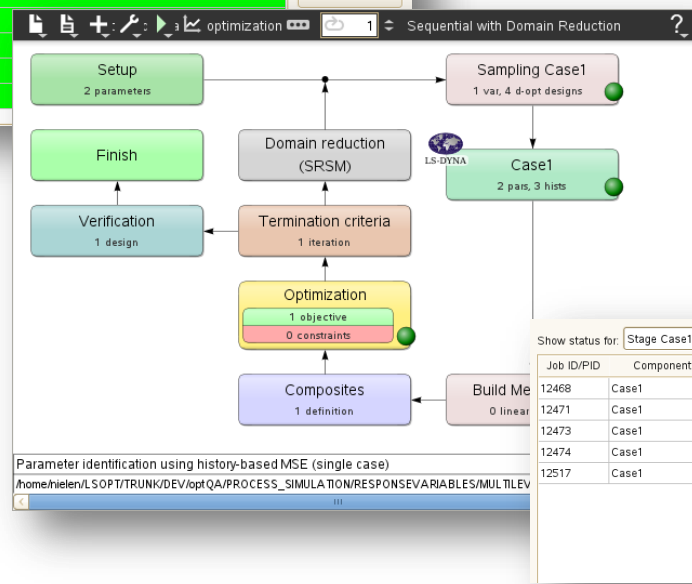 optimization 1 Sequential with Domain Reduction ?
Setup
2 parameters
Sampling Case1
1 var, 4 d-opt designs
Finish
Domain reduction
(SRSM)
LS-DYNA
Case1
2 pars, 3 hists
Verification
1 design
Termination criteria
1 iteration
Optimization
1 objective
0 constraints
Composites
1 definition
Build Me
0 linear
Parameter identification using history-based MSE (single case)
/home/nielen/LSOPT/TRUNK/DEV/optQA/PROCESS_SIMULATION/RESPONSEVARIABLES/MULTILEV
Show status for: Stage Case1
Job ID/PID Component
12468 Case1
12471 Case1
12473 Case1
12474 Case1
12517 Case1